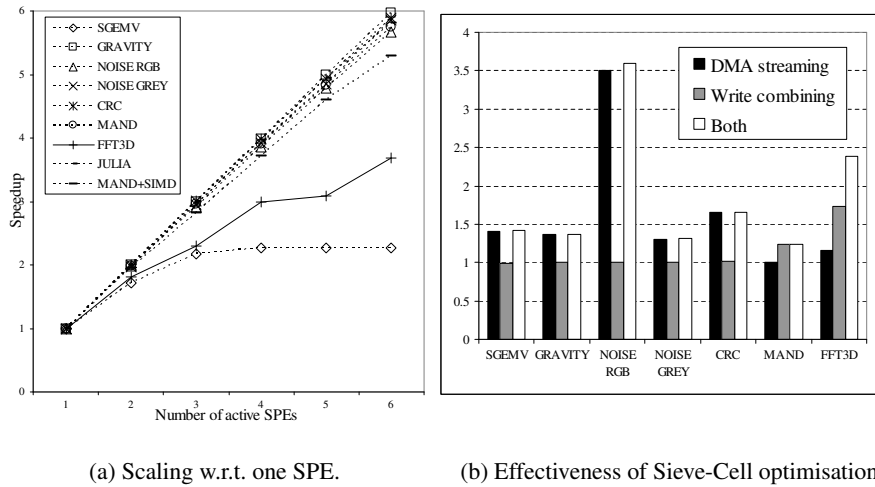 6
5
4
3
2
1
0
Speedup
SGEMV
GRAVITY
NOISE RGB
NOISE GREY
CRC
MAND
FFT3D
JULIA
MAND+SIMD
1 2 3 4 5 6
Number of active SPEs
(a) Scaling w.r.t. one SPE.
4
3.5
3
2.5
2
1.5
1
0.5
0
DMA streaming
Write combining
Both
SGEMV GRAVITY NOISE RGB NOISE GREY CRC MAND FFT3D
(b) Effectiveness of Sieve-Cell optimisation